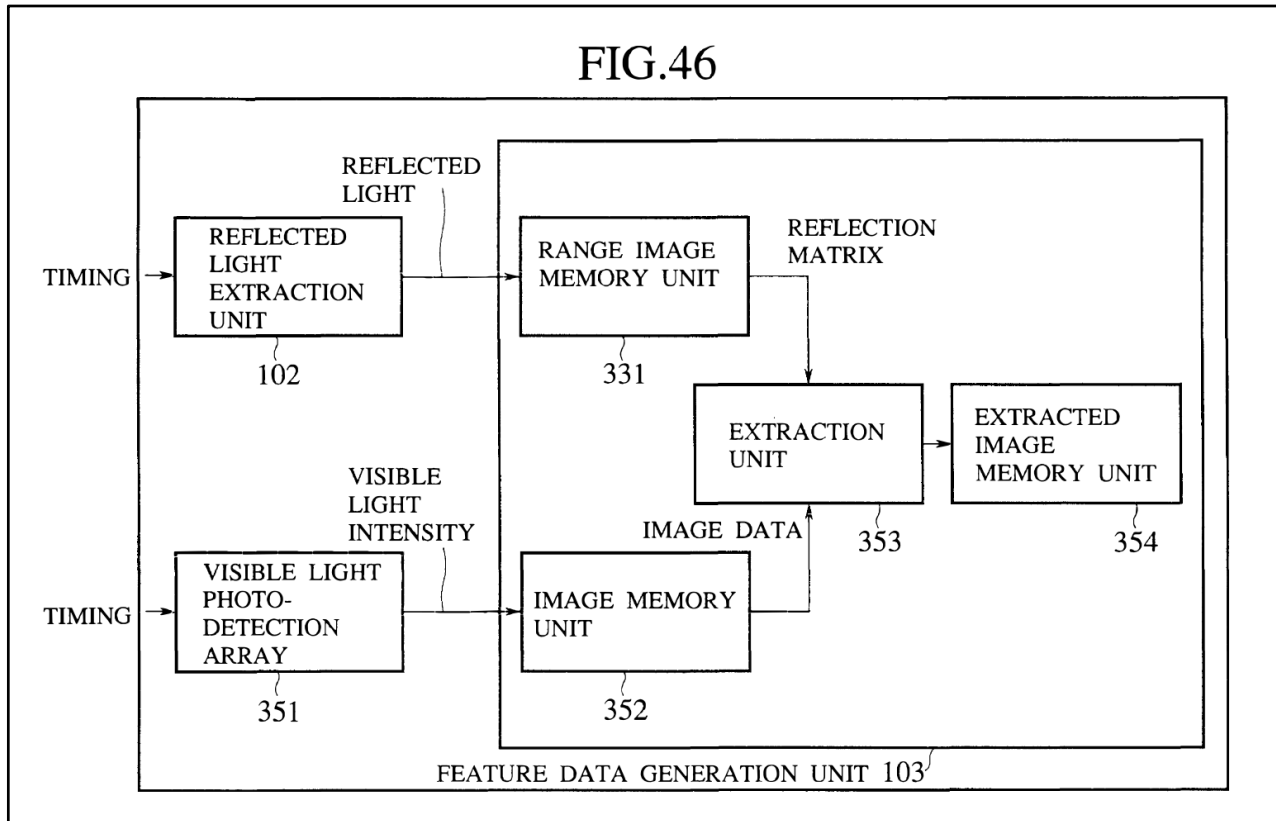 FIG.46
REFLECTED
LIGHT
TIMING
REFLECTED
LIGHT
EXTRACTION
UNIT
102
RANGE IMAGE
MEMORY UNIT
331
REFLECTION
MATRIX
EXTRACTION
UNIT
353
EXTRACTED
IMAGE
MEMORY UNIT
354
VISIBLE
LIGHT
INTENSITY
IMAGE DATA
TIMING
VISIBLE LIGHT
PHOTO-
DETECTION
ARRAY
351
IMAGE MEMORY
UNIT
352
FEATURE DATA GENERATION UNIT 103